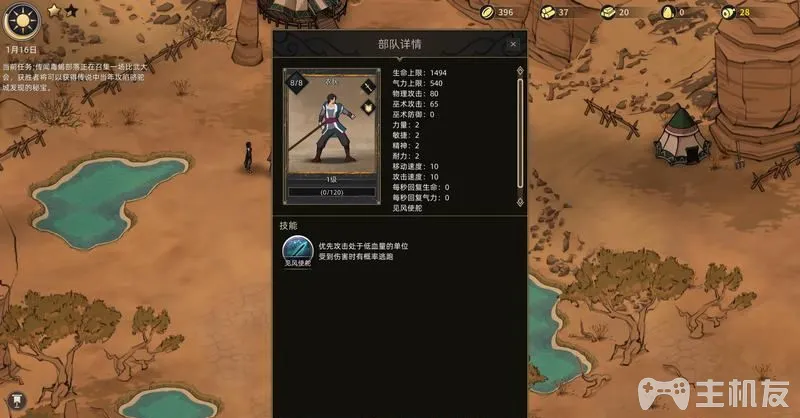 396
37
20
0
28
1月16日
当前任务:传闻毒蝎部落正在召集一场比武大
会，获胜者将可以获得传说中当年攻陷骆驼
城发现的秘宝。
部队详情
8/8
农民
1级
(0/120)
生命上限：1494
气力上限：540
物理攻击：80
巫术攻击：65
巫术防御：0
力量：2
敏捷：2
精神：2
耐力：2
移动速度：10
攻击速度：10
每秒回复生命：0
每秒回复气力：0
见风使舵
技能
见风使舵
优先攻击处于低血量的单位
受到伤害时有概率逃跑
主机友